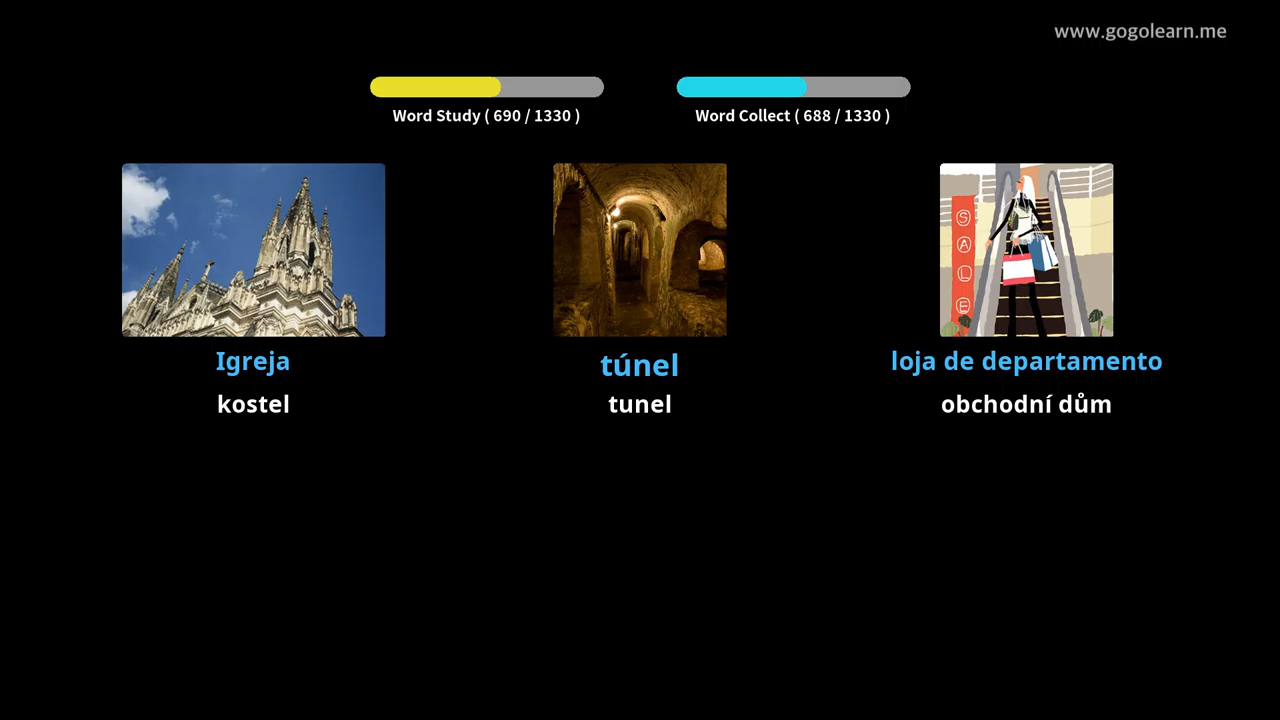 www.gogolearn.me
Word Study ( 690 / 1330 )
Word Collect ( 688 / 1330 )
SALE
Igreja
túnel
loja de departamento
kostel
tunel
obchodní dům